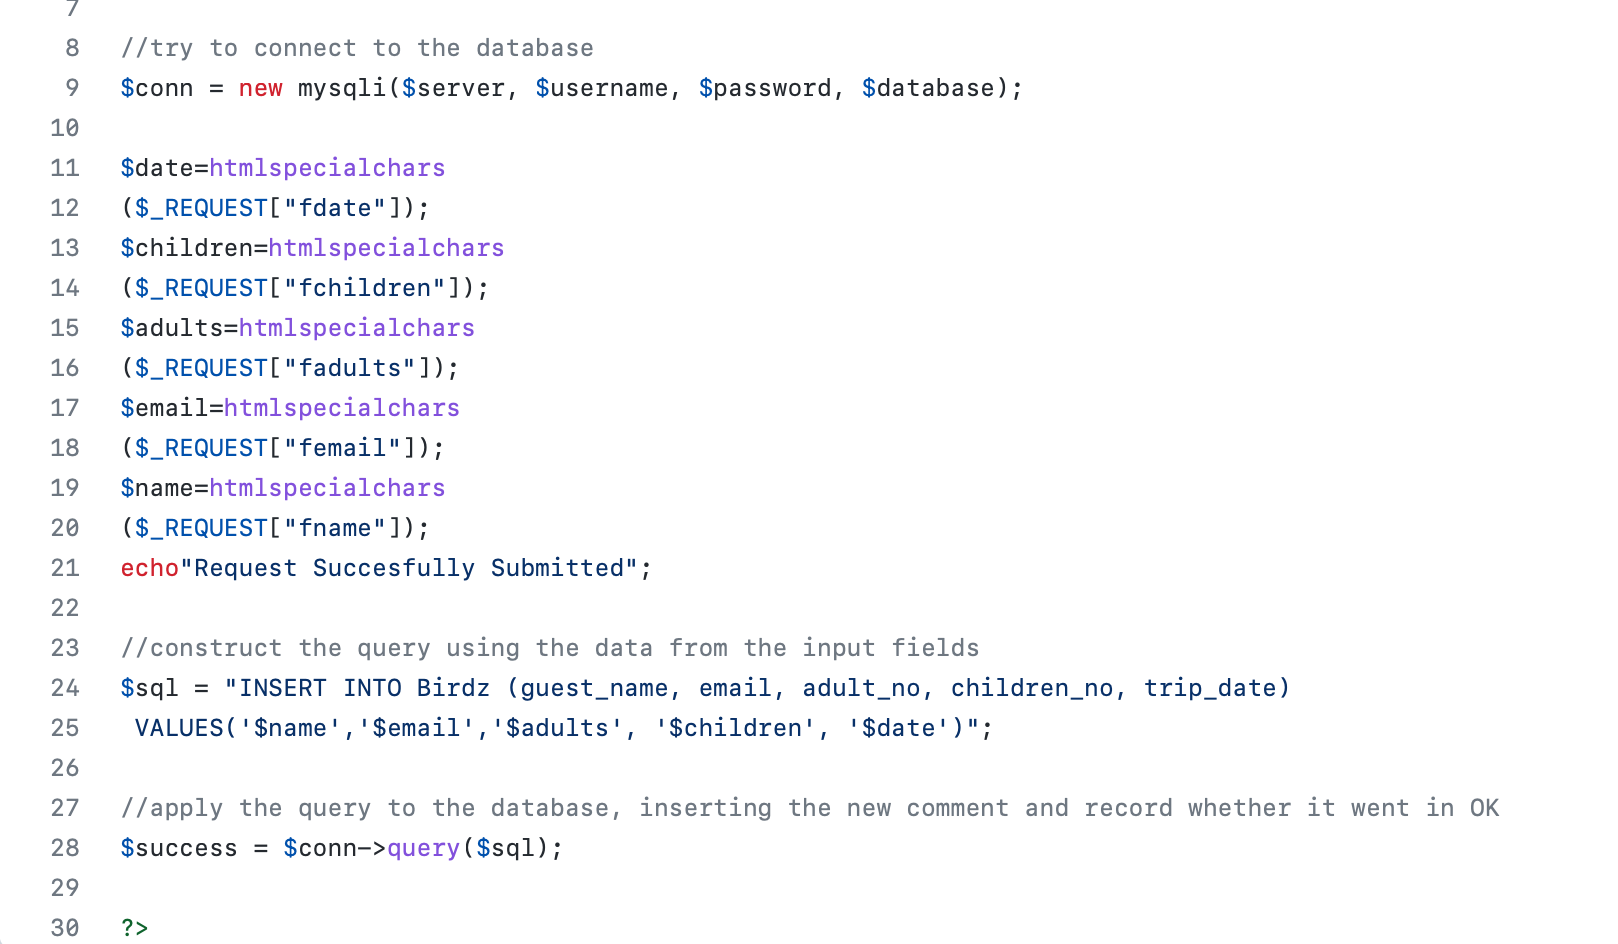 7
8 //try to connect to the database
9 $conn = new mysqli($server, $username, $password, $database);
10
11 $date=htmlspecialchars
12 ($_REQUEST["fdate"]);
13 $children=htmlspecialchars
14 ($_REQUEST["fchildren"]);
15 $adults=htmlspecialchars
16 ($_REQUEST["fadults"]);
17 $email=htmlspecialchars
18 ($_REQUEST["femail"]);
19 $name=htmlspecialchars
20 ($_REQUEST["fname"]);
21 echo"Request Succesfully Submitted";
22
23 //construct the query using the data from the input fields
24 $sql = "INSERT INTO Birdz (guest_name, email, adult_no, children_no, trip_date)
25  VALUES('$name','$email','$adults', '$children', '$date')";
26
27 //apply the query to the database, inserting the new comment and record whether it went in OK
28 $success = $conn->query($sql);
29
30 ?>